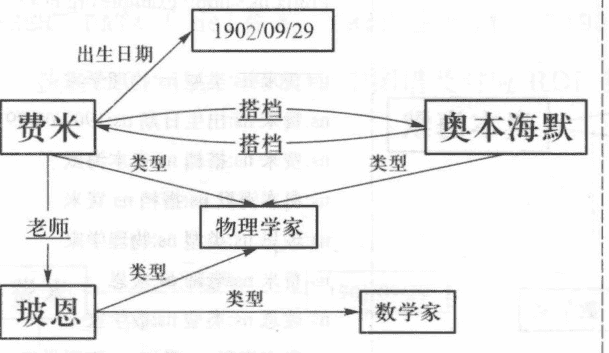 1902/09/29
出生日期
费米
搭档
奥本海默
搭档
类型
类型
老师
物理学家
类型
玻恩
类型
数学家